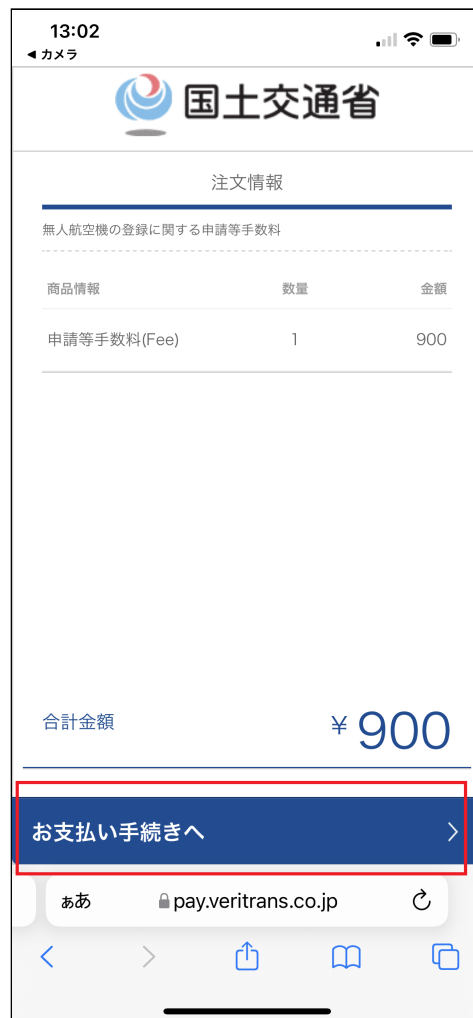 13:02
◀ カメラ
国土交通省
注文情報
無人航空機の登録に関する申請等手数料
商品情報 数量 金額
申請等手数料(Fee) 1 900
合計金額 ¥ 900
お支払い手続きへ
ぁあ pay.veritrans.co.jp